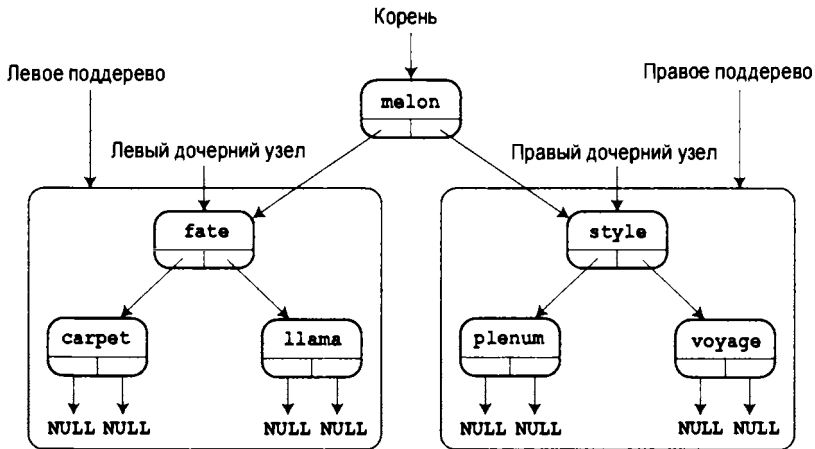 Корень
Левое поддерево
Правое поддерево
melon
Левый дочерний узел
Правый дочерний узел
fate
style
carpet
llama
plenum
voyage
NULL NULL
NULL NULL
NULL NULL
NULL NULL